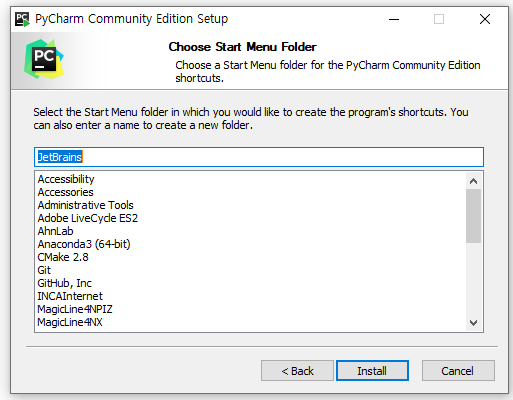 PyCharm Community Edition Setup
PC
Choose Start Menu Folder
Choose a Start Menu folder for the PyCharm Community Edition
shortcuts.
Select the Start Menu folder in which you would like to create the program's shortcuts. You
can also enter a name to create a new folder.
JetBrains
Accessibility
Accessories
Administrative Tools
Adobe LiveCycle ES2
AhnLab
Anaconda3 (64-bit)
CMake 2.8
Git
GitHub, Inc
INCAInternet
MagicLine4NPIZ
MagicLine4NX
< Back
Install
Cancel